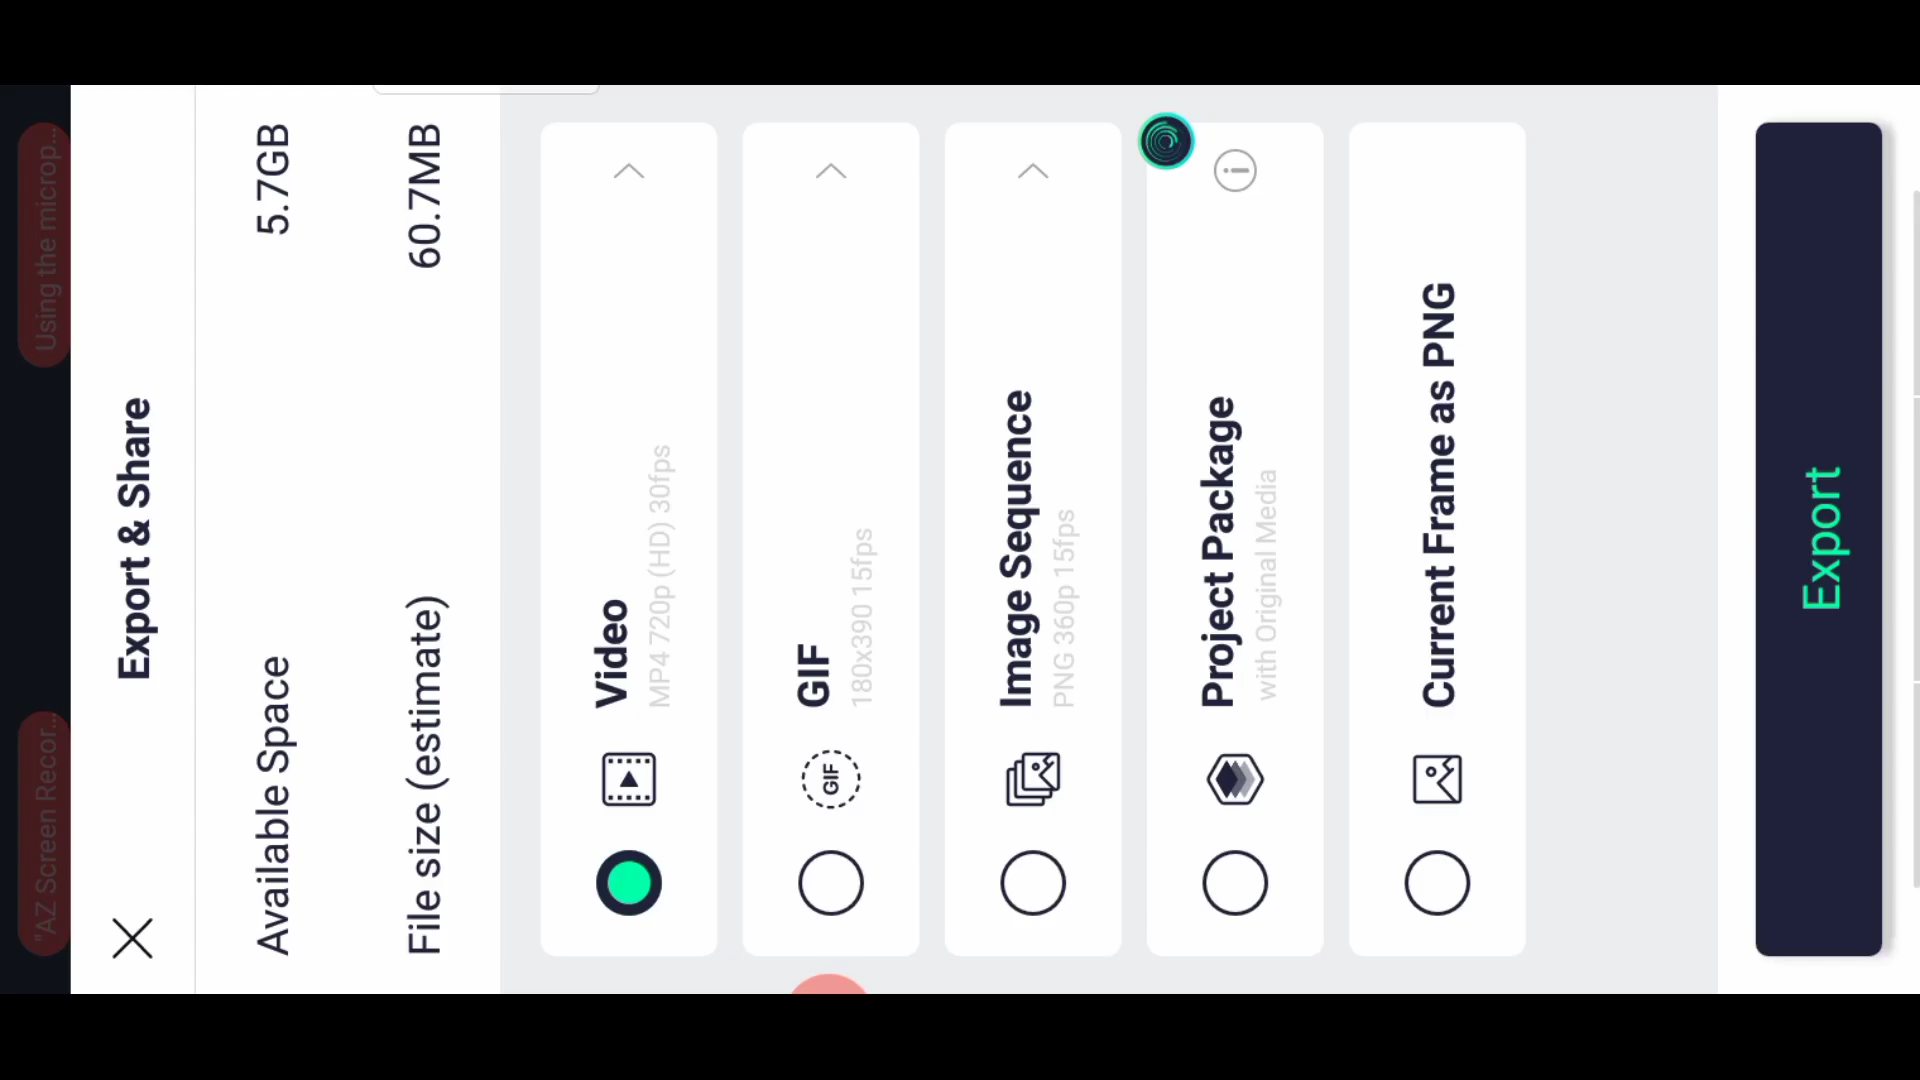 "AZ Screen Recor...
Using the microp...
Export & Share
Available Space
5.7GB
File size (estimate)
60.7MB
Video
MP4 720p (HD) 30fps
GIF
GIF
180x390 15fps
Image Sequence
PNG 360p 15fps
Project Package
with Original Media
Current Frame as PNG
Export